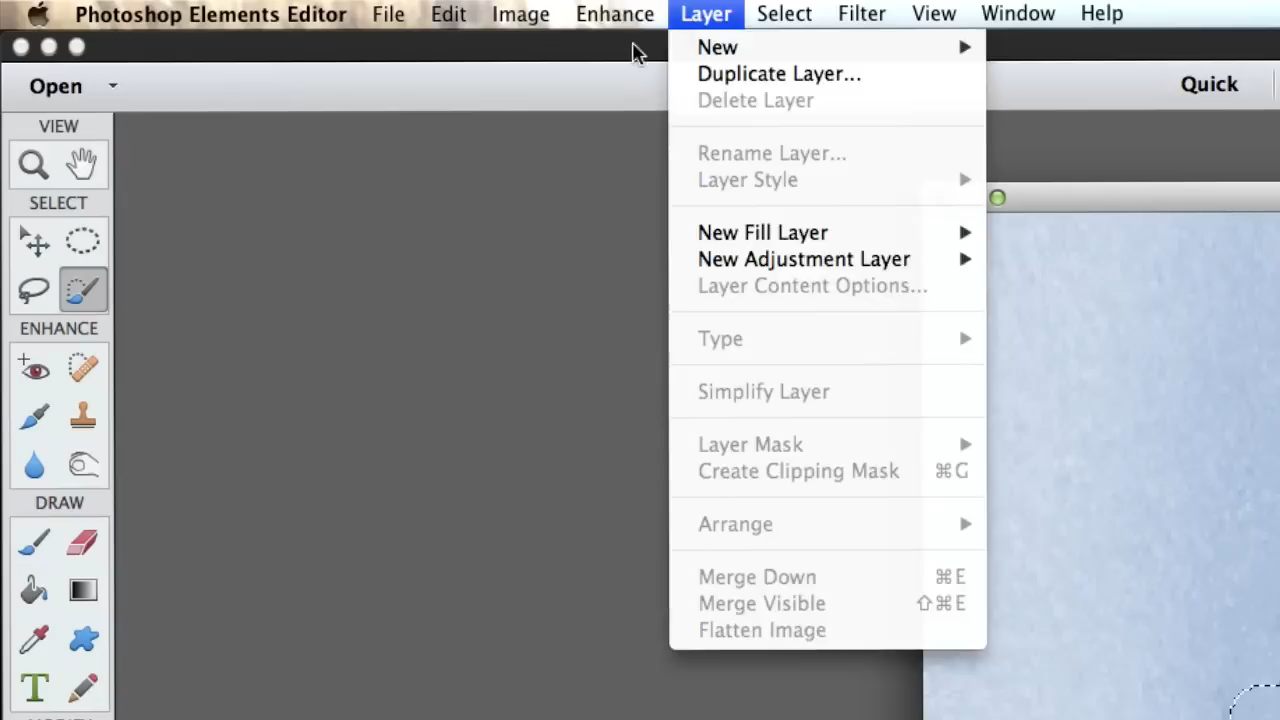 Photoshop Elements Editor File Edit Image Enhance Layer Select Filter View Window Help
Open
Quick
VIEW
SELECT
ENHANCE
DRAW
T
New
Duplicate Layer...
Delete Layer
Rename Layer...
Layer Style
New Fill Layer
New Adjustment Layer
Layer Content Options...
Type
Simplify Layer
Layer Mask
Create Clipping Mask ⌘G
Arrange
Merge Down ⌘E
Merge Visible ⇧⌘E
Flatten Image